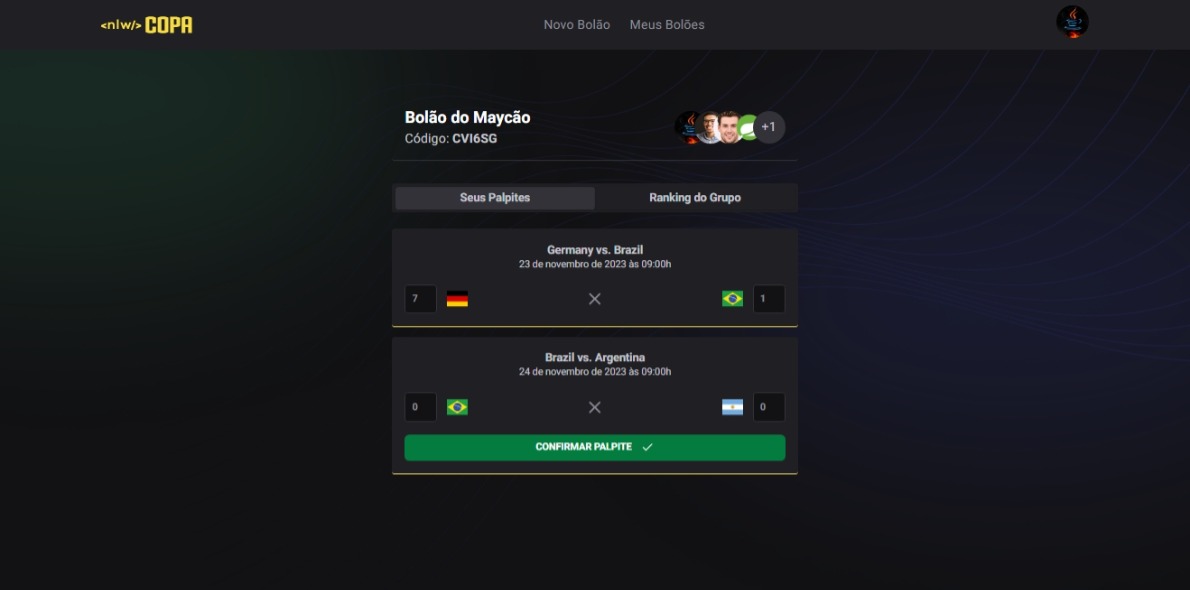 <nlw/> COPA
Novo Bolão
Meus Bolões
Bolão do Maycão
Código: CVI6SG
+1
Seus Palpites
Ranking do Grupo
Germany vs. Brazil
23 de novembro de 2023 às 09:00h
7
1
Brazil vs. Argentina
24 de novembro de 2023 às 09:00h
0
0
CONFIRMAR PALPITE